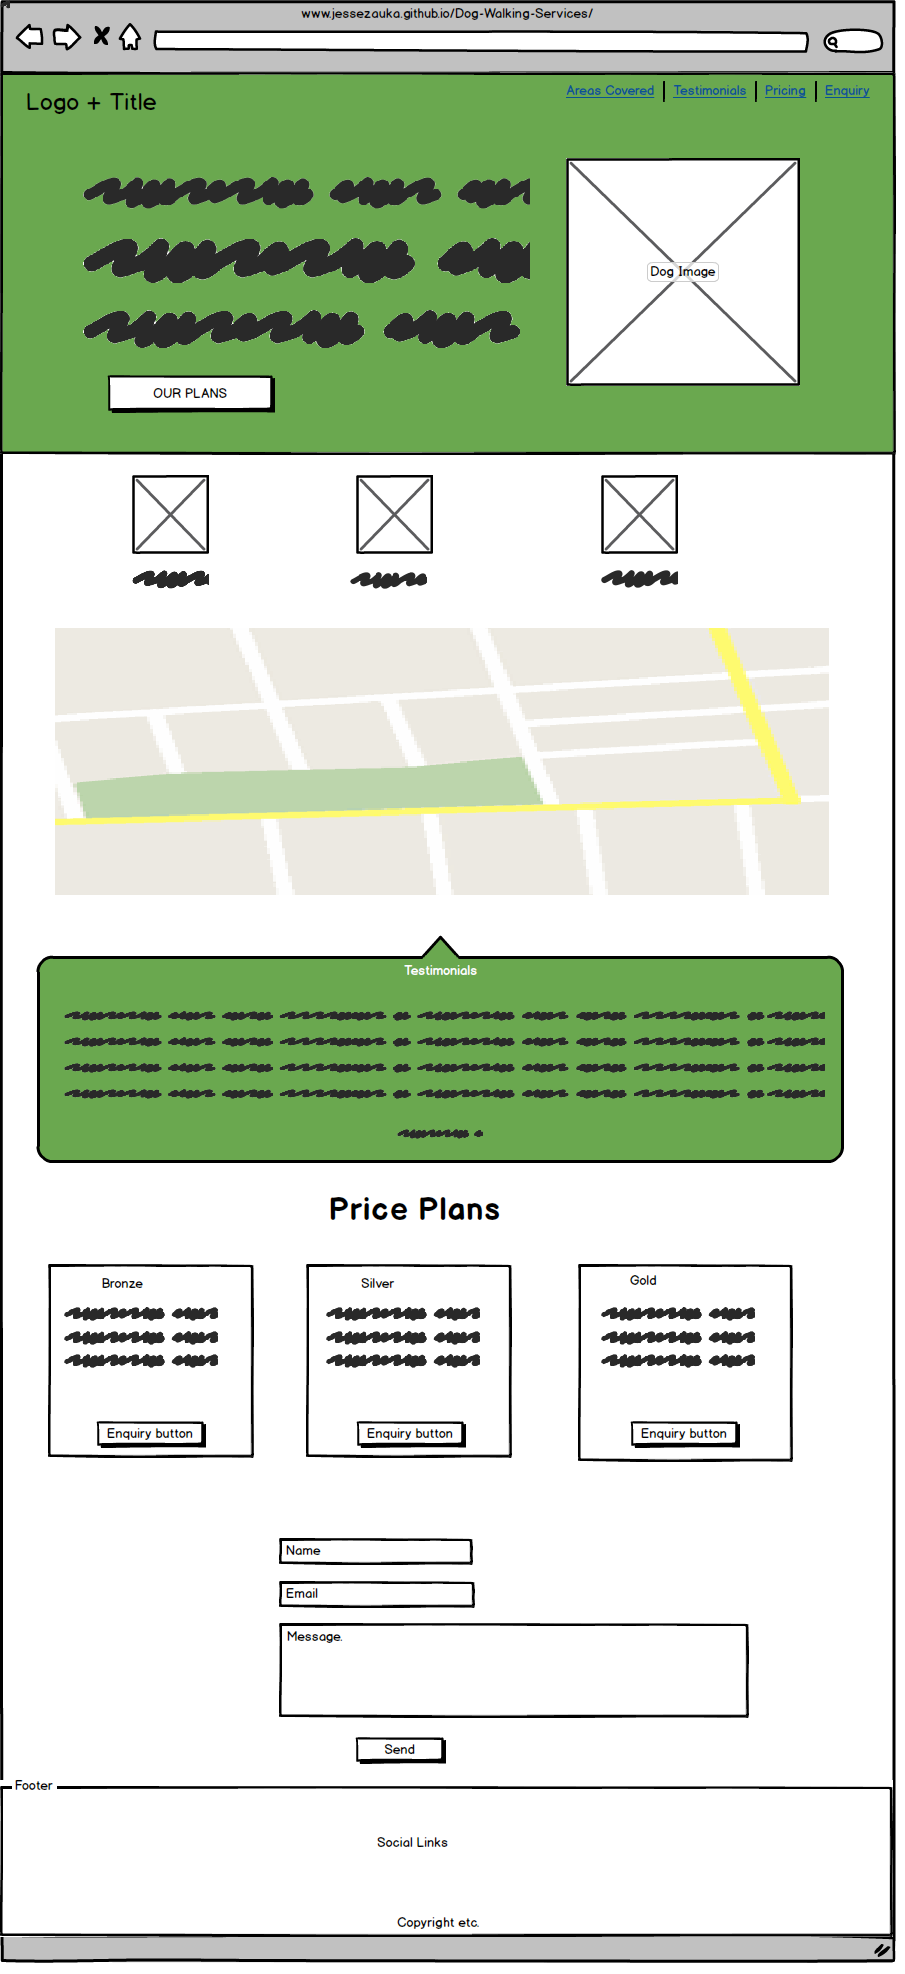 www.jessezauka.github.io/Dog-Walking-Services/
Logo + Title
Areas Covered Testimonials Pricing Enquiry
Dog Image
OUR PLANS
Testimonials
Price Plans
Bronze Silver Gold
Enquiry button Enquiry button Enquiry button
Name
Email
Message.
Send
Footer
Social Links
Copyright etc.